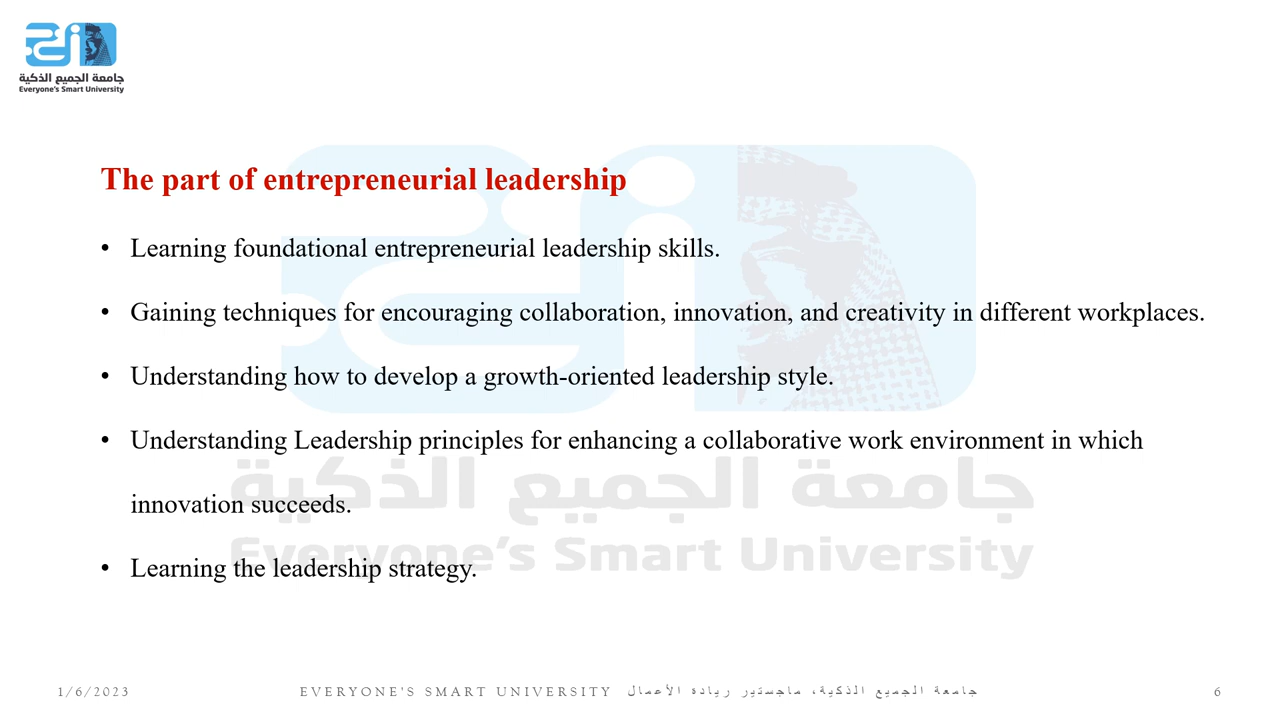 جامعة الجميع الذكية
Everyone's Smart University
The part of entrepreneurial leadership
• Learning foundational entrepreneurial leadership skills.
• Gaining techniques for encouraging collaboration, innovation, and creativity in different workplaces.
• Understanding how to develop a growth-oriented leadership style.
• Understanding Leadership principles for enhancing a collaborative work environment in which
innovation succeeds.
• Learning the leadership strategy.
جامعة الجميع الذكية
Everyone's Smart University
1/6/2023
EVERYONE'S SMART UNIVERSITY جامعة الجميع الذكية، ماجستير ريادة الأعمال
6